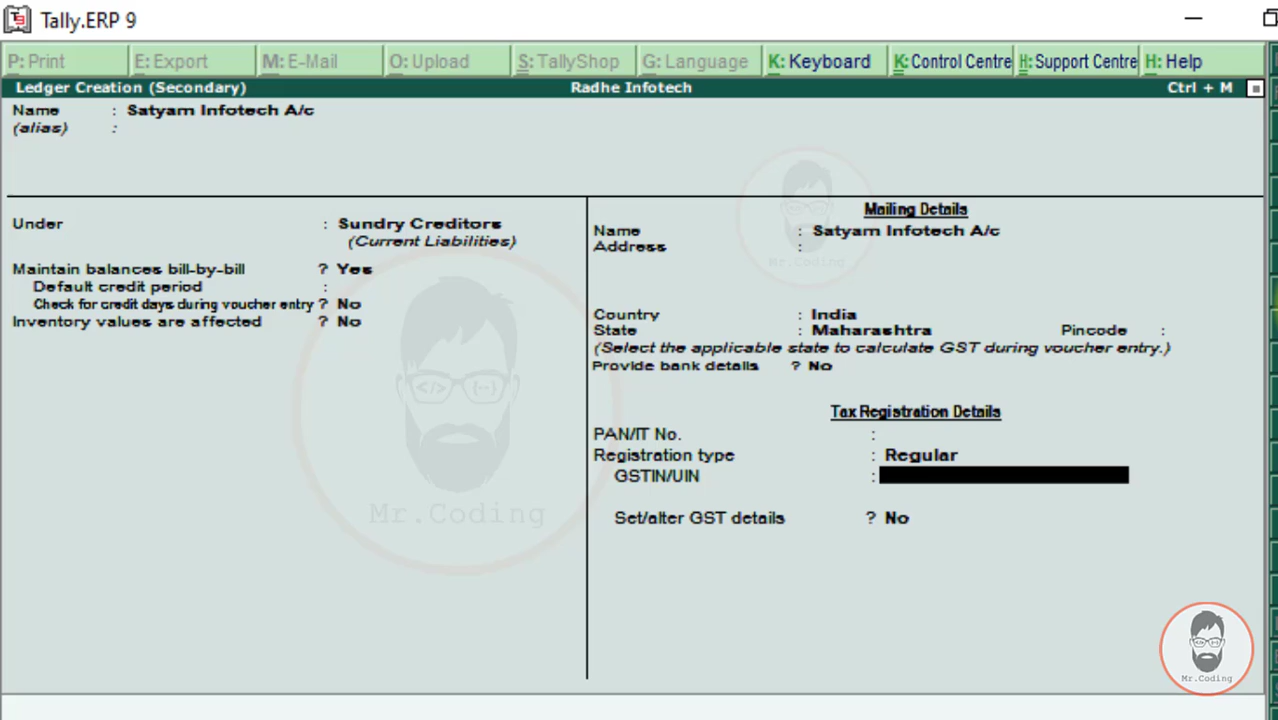 Tally.ERP 9
P: Print E: Export M: E-Mail O: Upload S: TallyShop G: Language K: Keyboard K: Control Centre H: Support Centre H: Help
Ledger Creation (Secondary) Radhe Infotech Ctrl + M
Name : Satyam Infotech A/c
(alias) :
Under : Sundry Creditors
(Current Liabilities)
Maintain balances bill-by-bill ? Yes
Default credit period :
Check for credit days during voucher entry ? No
Inventory values are affected ? No
Mailing Details
Name : Satyam Infotech A/c
Address :
Country : India
State : Maharashtra Pincode :
(Select the applicable state to calculate GST during voucher entry.)
Provide bank details ? No
Tax Registration Details
PAN/IT No. :
Registration type : Regular
GSTIN/UIN :
Set/alter GST details ? No
Mr.Coding
Mr.Coding
Mr.Coding